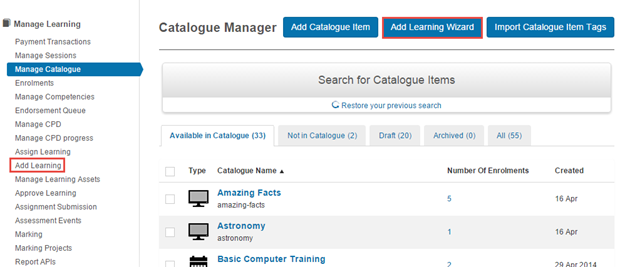 Manage Learning
Payment Transactions
Manage Sessions
Manage Catalogue
Enrolments
Manage Competencies
Endorsement Queue
Manage CPD
Manage CPD progress
Assign Learning
Add Learning
Manage Learning Assets
Approve Learning
Assignment Submission
Assessment Events
Marking
Marking Projects
Report APIs
Catalogue Manager
Add Catalogue Item
Add Learning Wizard
Import Catalogue Item Tags
Search for Catalogue Items
Restore your previous search
Available in Catalogue (33)
Not in Catalogue (2)
Draft (20)
Archived (0)
All (55)
Type Catalogue Name ▲ Number Of Enrolments Created
Amazing Facts 5 16 Apr
amazing-facts
Astronomy 1 16 Apr
astronomy
Basic Computer Training 2 29 Apr 2014